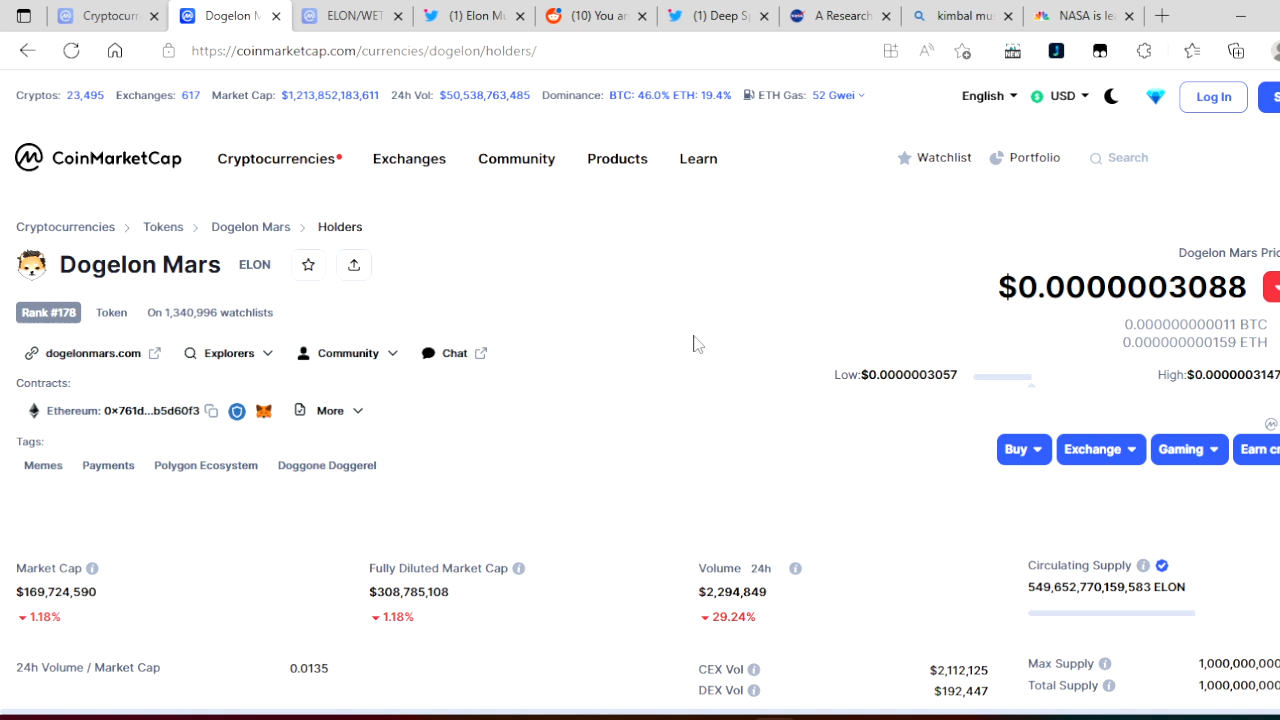 Cryptocurr
Dogelon M
ELON/WET
(1) Elon Mu
(10) You ar
(1) Deep S
A Research
kimbal mu
NASA is le
https://coinmarketcap.com/currencies/dogelon/holders/
Cryptos: 23,495 Exchanges: 617 Market Cap: $1,213,852,183,611 24h Vol: $50,538,763,485 Dominance: BTC: 46.0% ETH: 19.4% ETH Gas: 52 Gwei English USD Log In
CoinMarketCap Cryptocurrencies Exchanges Community Products Learn Watchlist Portfolio Search
Cryptocurrencies > Tokens > Dogelon Mars > Holders
Dogelon Mars ELON
Dogelon Mars Pric
$0.0000003088
Rank #178 Token On 1,340,996 watchlists
0.000000000011 BTC
0.000000000159 ETH
dogelonmars.com Explorers Community Chat
Low:$0.0000003057 High:$0.0000003147
Contracts:
Ethereum: 0x761d...b5d60f3 More
Tags:
Memes Payments Polygon Ecosystem Doggone Doggerel
Buy Exchange Gaming Earn cr
Market Cap
$169,724,590
1.18%
Fully Diluted Market Cap
$308,785,108
1.18%
Volume 24h
$2,294,849
29.24%
Circulating Supply
549,652,770,159,583 ELON
24h Volume / Market Cap 0.0135
CEX Vol $2,112,125
DEX Vol $192,447
Max Supply 1,000,000,000
Total Supply 1,000,000,000